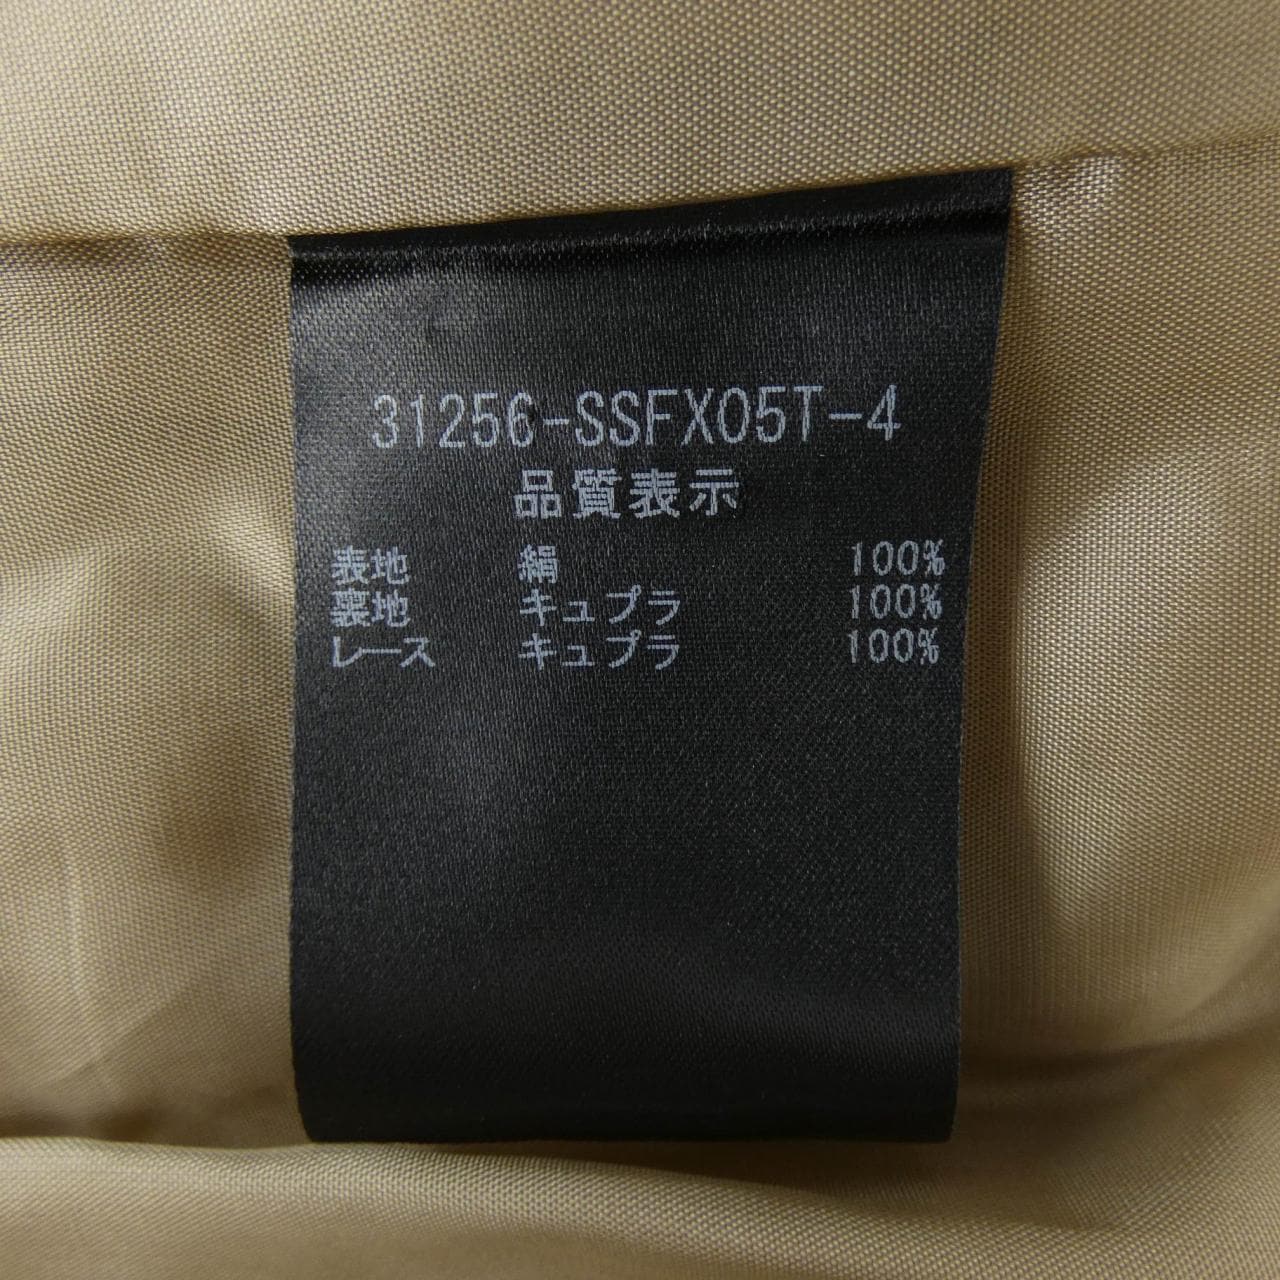 31256-SSFX05T-4
品質表示
表地 絹 100%
裏地 キュプラ 100%
レース キュプラ 100%